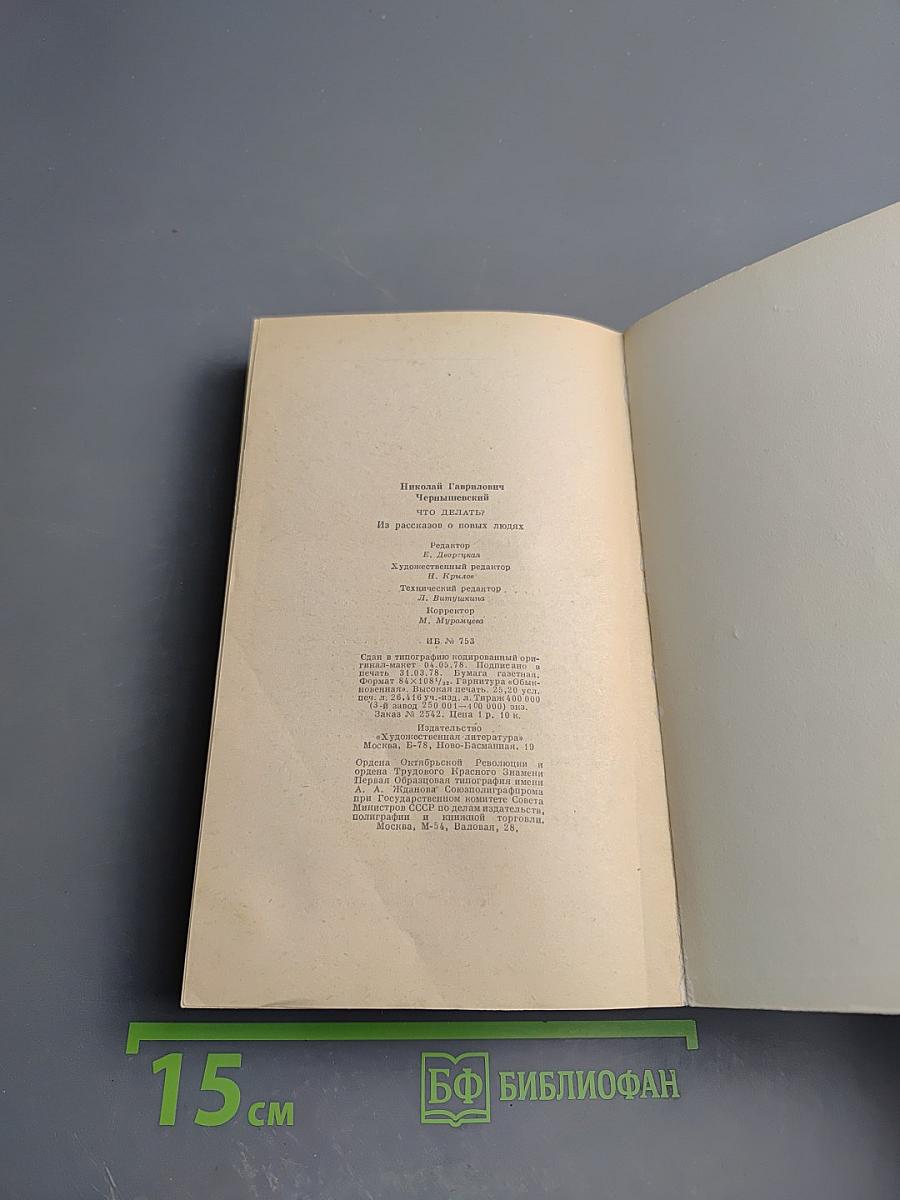 Николай Гаврилович
Чернышевский
ЧТО ДЕЛАТЬ?
Из рассказов о новых людях
Редактор
Е. Дворецкая
Художественный редактор
Н. Крылов
Технический редактор
Л. Витушкина
Корректор
М. Муромцева
ИБ № 753
Сдан в типографию кодированный ори-
гинал-макет 04.05.78. Подписано в
печать 31.03.78. Бумага газетная.
Формат 84×108¹/₃₂. Гарнитура «Обык-
новенная». Высокая печать. 25,20 усл.
печ. л. 26,416 уч.-изд. л. Тираж 400 000
(3-й завод 250 001—400 000) экз.
Заказ № 2542. Цена 1 р. 10 к.
Издательство
«Художественная литература»
Москва, Б-78, Ново-Басманная, 19
Ордена Октябрьской Революции и
ордена Трудового Красного Знамени
Первая Образцовая типография имени
А. А. Жданова Союзполиграфпрома
при Государственном комитете Совета
Министров СССР по делам издательств,
полиграфии и книжной торговли.
Москва, М-54, Валовая, 28.
15 см
БФ БИБЛИОФАН